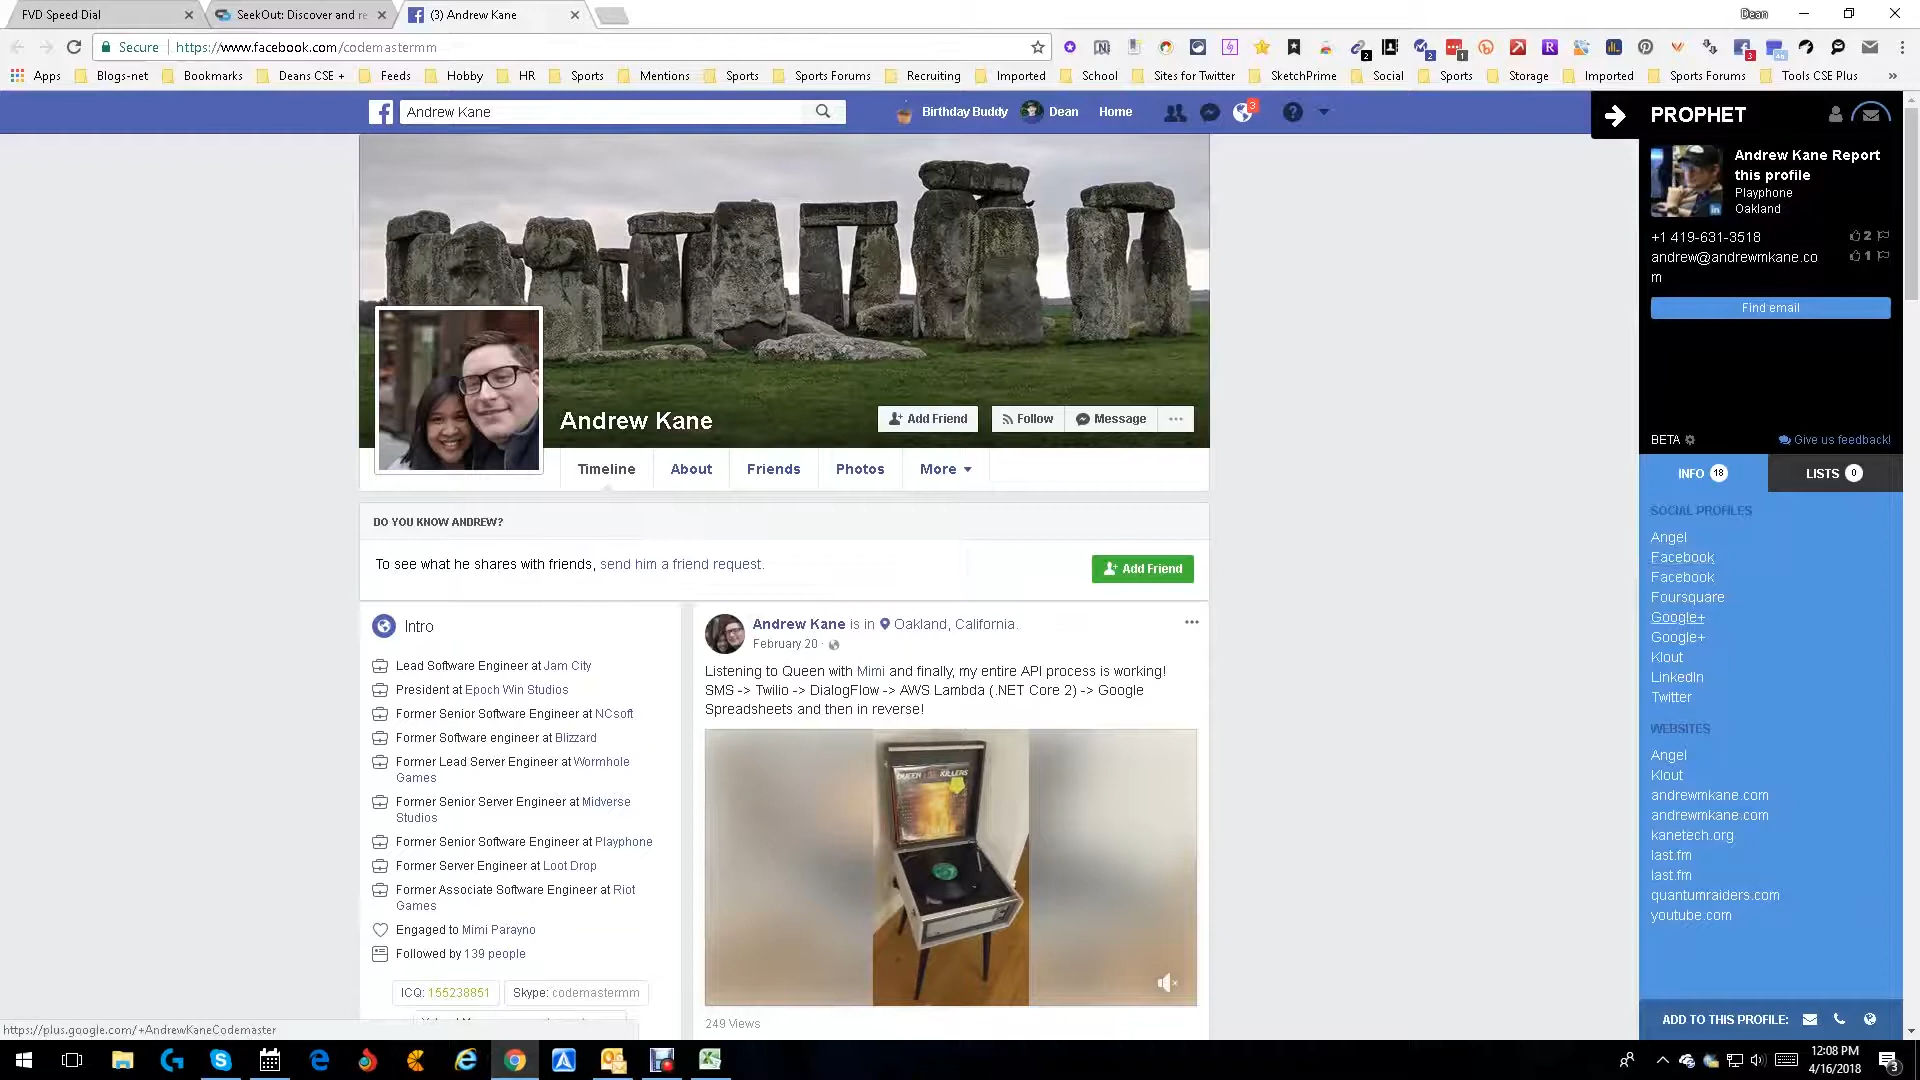 FVD Speed Dial
SeekOut: Discover and re
(3) Andrew Kane
Dean
Secure
https://www.facebook.com/codemastermm
Apps
Blogs-net
Bookmarks
Deans CSE +
Feeds
Hobby
HR
Sports
Mentions
Sports
Sports Forums
Recruiting
Imported
School
Sites for Twitter
SketchPrime
Social
Sports
Storage
Imported
Sports Forums
Tools CSE Plus
»
Andrew Kane
Birthday Buddy
Dean
Home
3
Andrew Kane
Add Friend
Follow
Message
Timeline
About
Friends
Photos
More
DO YOU KNOW ANDREW?
To see what he shares with friends, send him a friend request.
Add Friend
Intro
Lead Software Engineer at Jam City
President at Epoch Win Studios
Former Senior Software Engineer at NCsoft
Former Software engineer at Blizzard
Former Lead Server Engineer at Wormhole
Games
Former Senior Server Engineer at Midverse
Studios
Former Senior Software Engineer at Playphone
Former Server Engineer at Loot Drop
Former Associate Software Engineer at Riot
Games
Engaged to Mimi Parayno
Followed by 139 people
ICQ: 155238851
Skype: codemastermm
Andrew Kane is in Oakland, California.
February 20 ·
Listening to Queen with Mimi and finally, my entire API process is working!
SMS -> Twilio -> DialogFlow -> AWS Lambda (.NET Core 2) -> Google
Spreadsheets and then in reverse!
QUEEN LIVE KILLERS
249 Views
PROPHET
Andrew Kane Report
this profile
Playphone
Oakland
+1 419-631-3518
2
andrew@andrewmkane.co
m
1
Find email
BETA
Give us feedback!
INFO 18
LISTS 0
SOCIAL PROFILES
Angel
Facebook
Facebook
Foursquare
Google+
Google+
Klout
LinkedIn
Twitter
WEBSITES
Angel
Klout
andrewmkane.com
andrewmkane.com
kanetech.org
last.fm
last.fm
quantumraiders.com
youtube.com
ADD TO THIS PROFILE:
https://plus.google.com/+AndrewKaneCodemaster
12:08 PM
4/16/2018
3